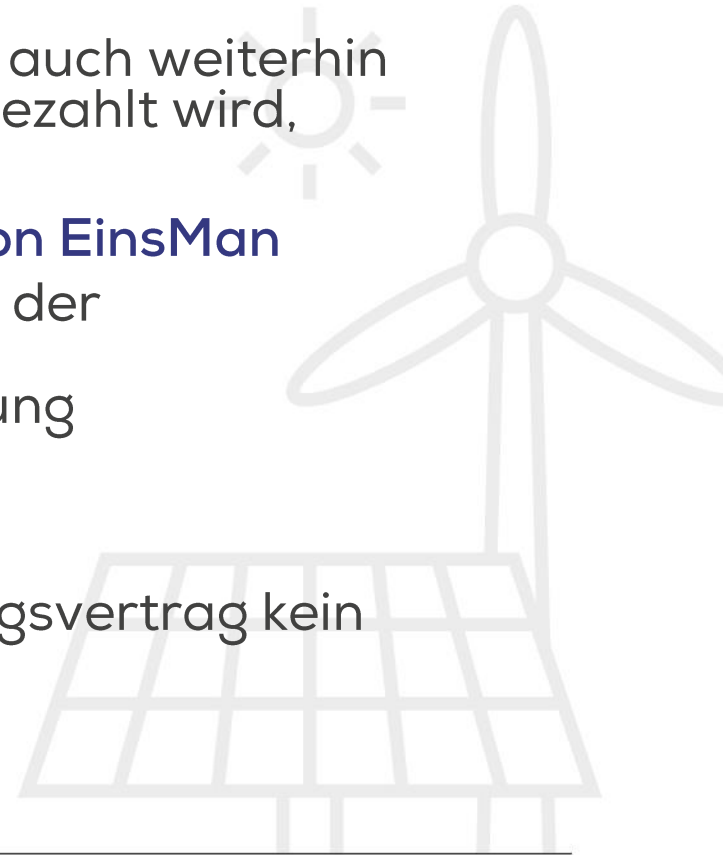 auch weiterhin
ezahlt wird,
on EinsMan
der
ung
gsvertrag kein